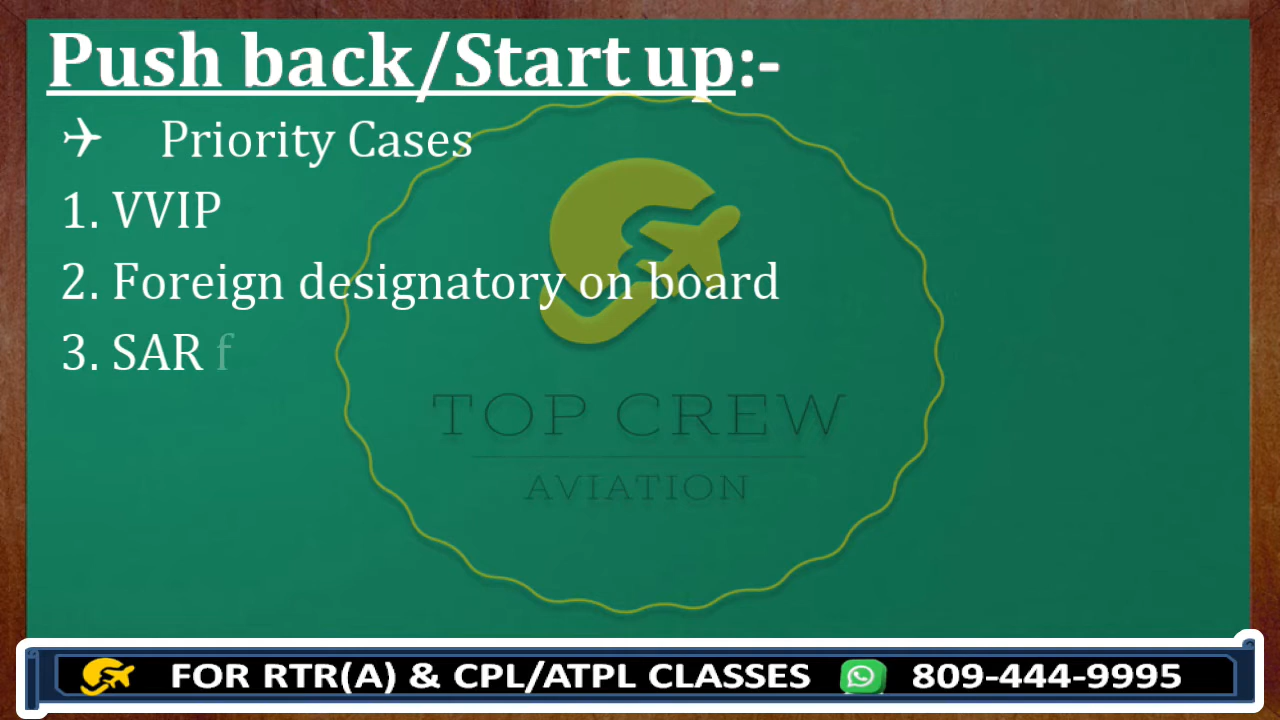 Push back/Start up:-
✈ Priority Cases
1. VVIP
2. Foreign designatory on board
3. SAR f
TOP CREW
AVIATION
FOR RTR(A) & CPL/ATPL CLASSES 809-444-9995